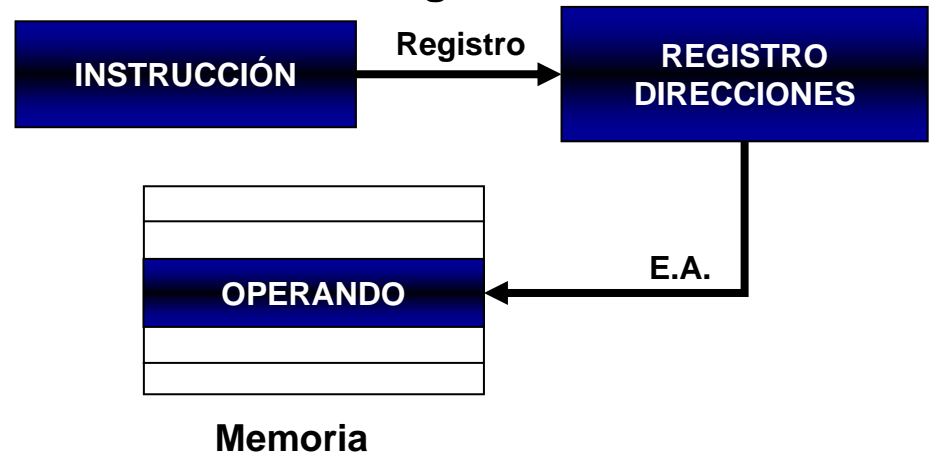 Registro
INSTRUCCIÓN
REGISTRO
DIRECCIONES
E.A.
OPERANDO
Memoria